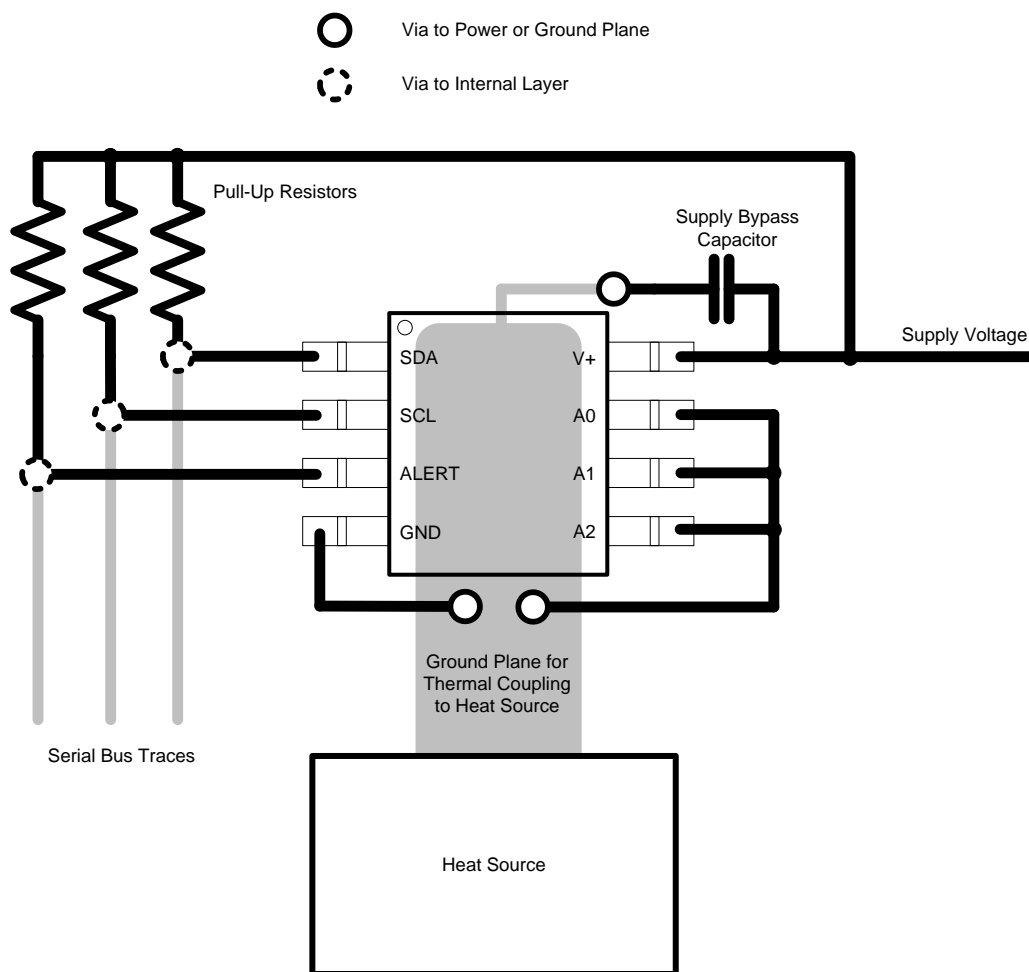 Via to Power or Ground Plane
Via to Internal Layer
Pull-Up Resistors
Supply Bypass
Capacitor
Supply Voltage
SDA
V+
SCL
A0
ALERT
A1
GND
A2
Ground Plane for
Thermal Coupling
to Heat Source
Serial Bus Traces
Heat Source